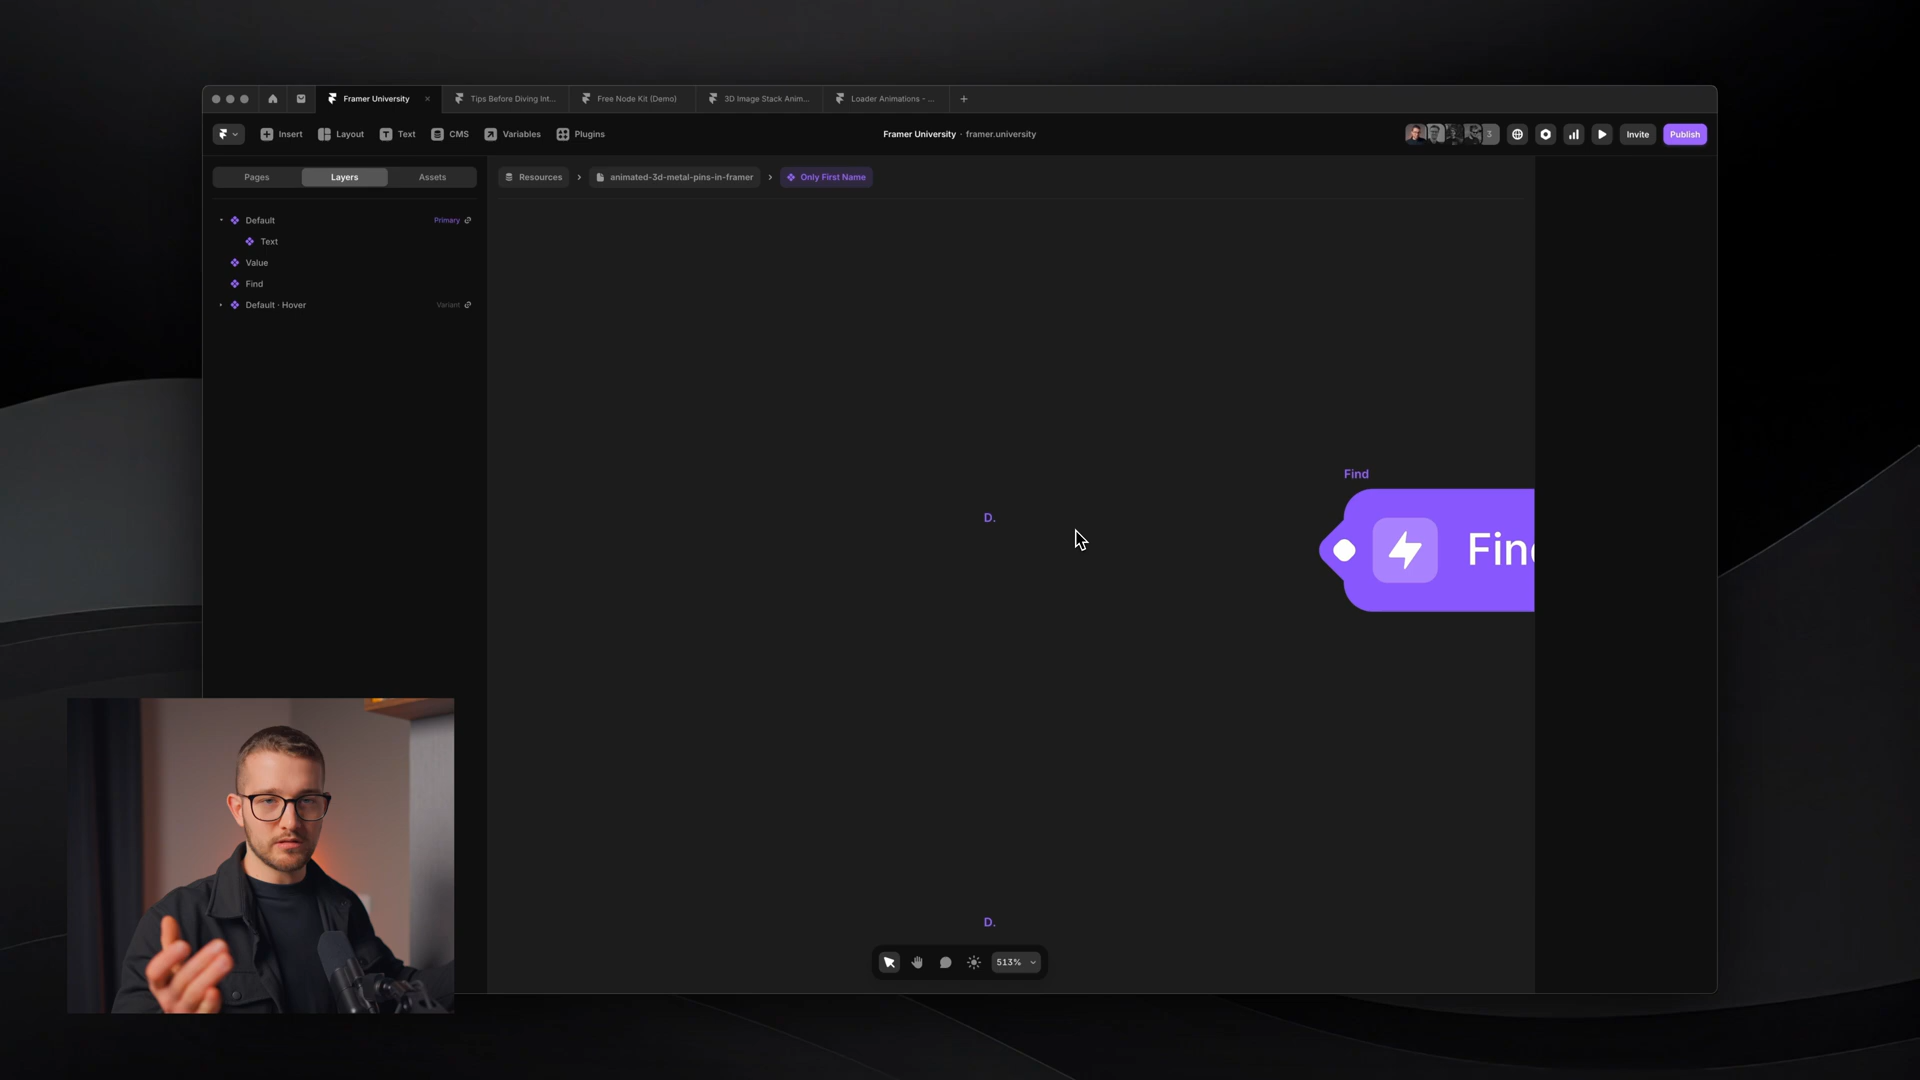 Framer University
Tips Before Diving Int...
Free Node Kit (Demo)
3D Image Stack Anim...
Loader Animations - ...
Insert
Layout
Text
CMS
Variables
Plugins
Framer University · framer.university
3
Invite
Publish
Pages
Layers
Assets
Resources
animated-3d-metal-pins-in-framer
Only First Name
Default
Primary
Text
Value
Find
Default · Hover
Variant
Find
D.
Find
D.
513%